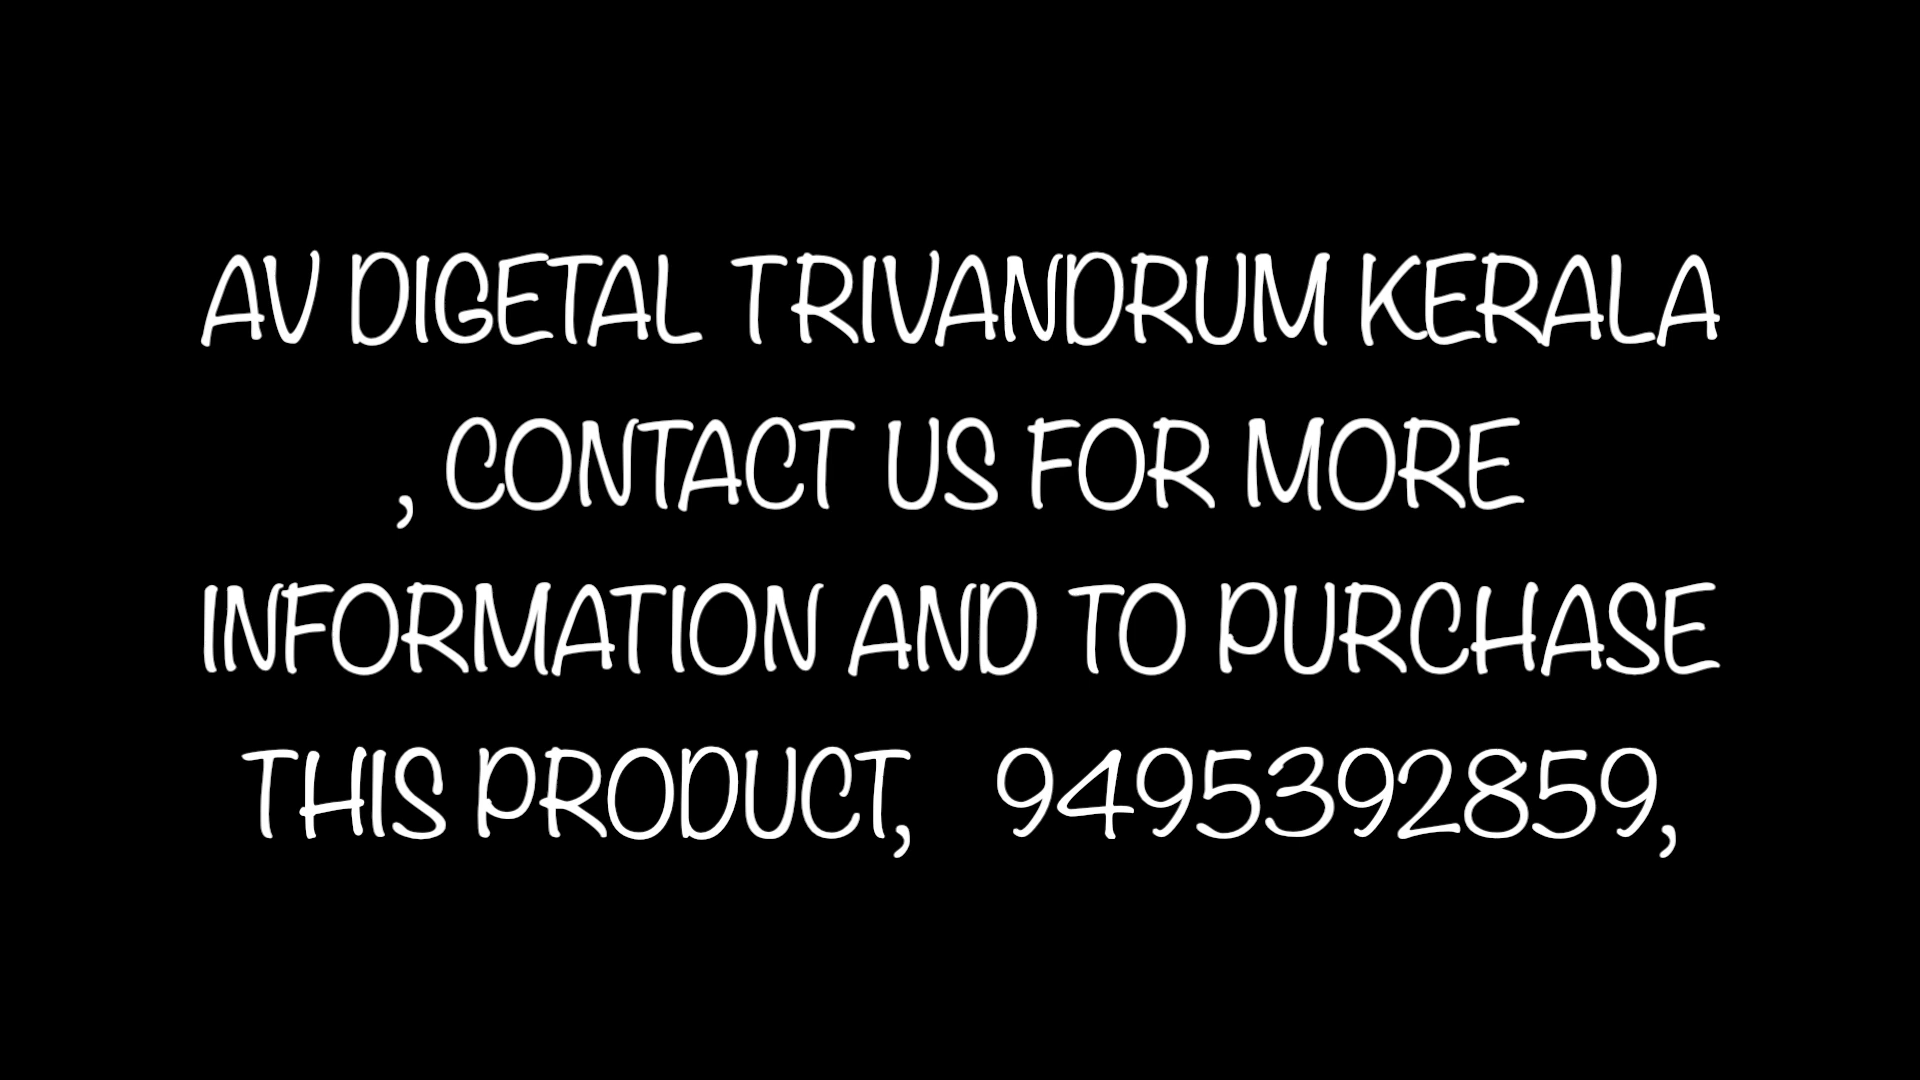 AV DIGETAL TRIVANDRUM KERALA
, CONTACT US FOR MORE
INFORMATION AND TO PURCHASE
THIS PRODUCT, 9495392859,